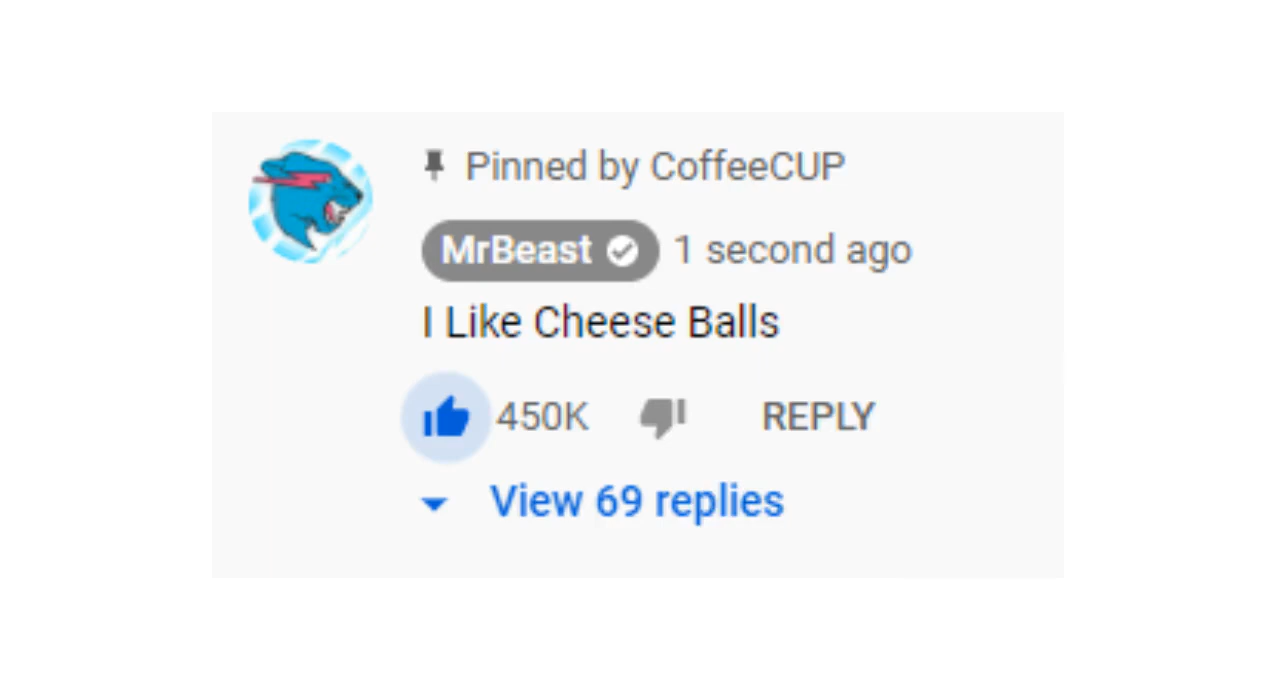 Pinned by CoffeeCUP
MrBeast 1 second ago
I Like Cheese Balls
450K REPLY
View 69 replies